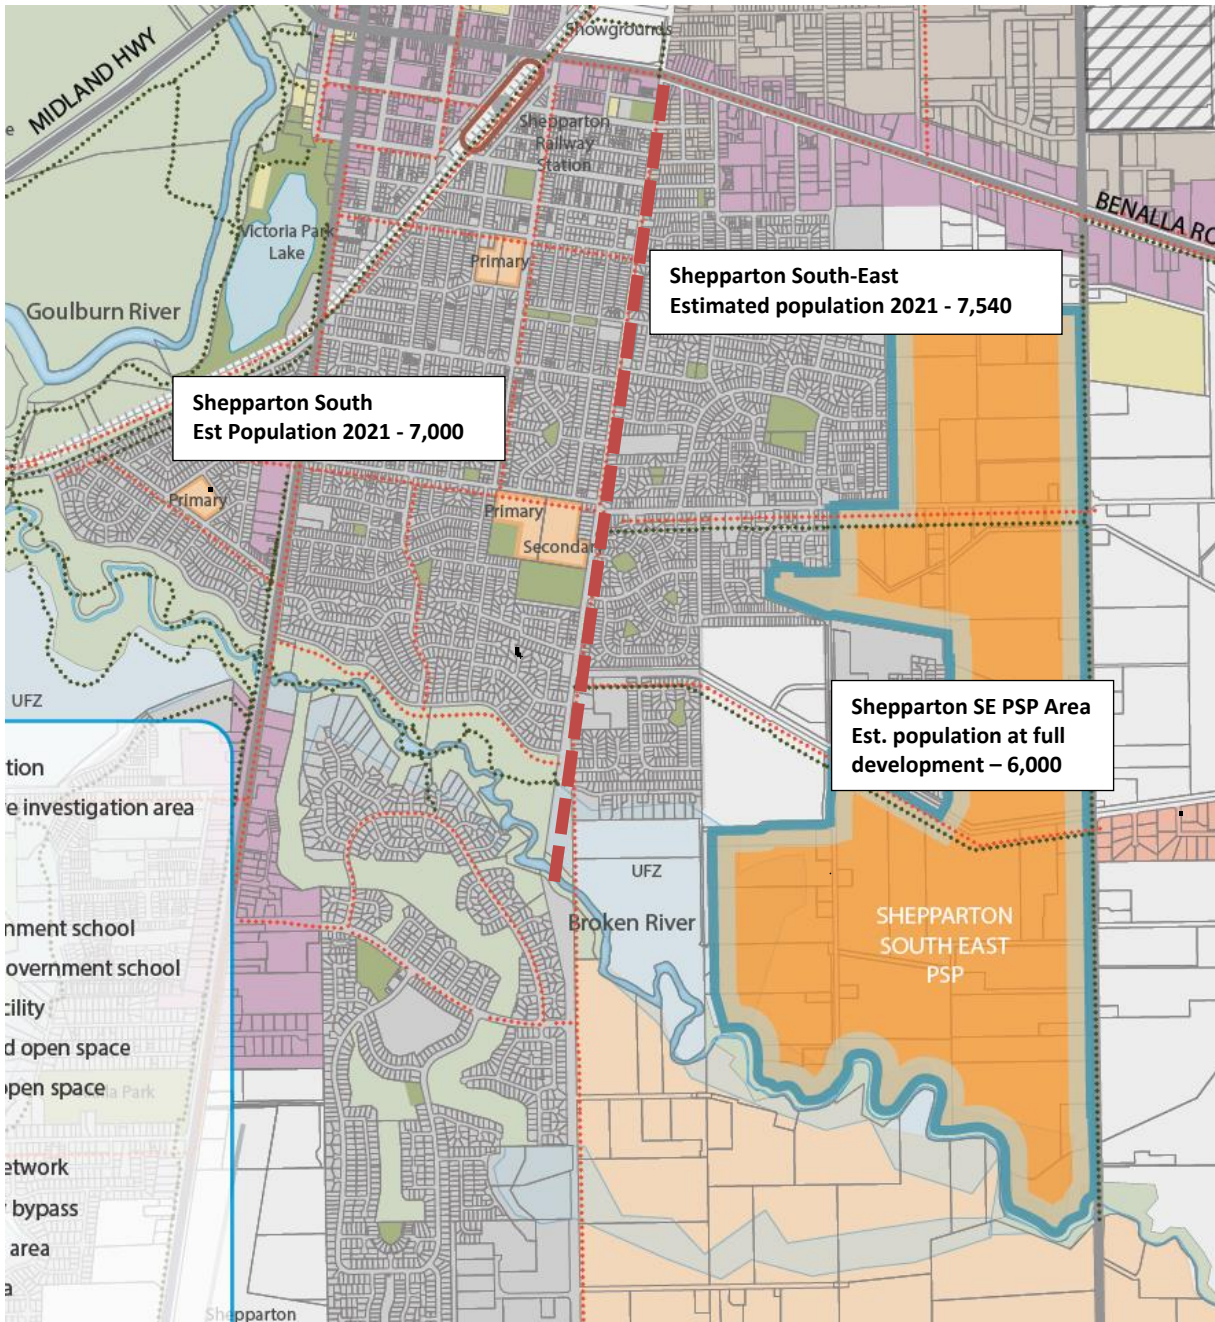 Showgrounds
MIDLAND HWY
Shepparton
Railway
Station
BENALLA RO
Victoria Park
Lake
Primary
Shepparton South-East
Estimated population 2021 - 7,540
Goulburn River
Shepparton South
Est Population 2021 - 7,000
Primary
Primary
Secondary
UFZ
Shepparton SE PSP Area
Est. population at full
development – 6,000
tion
e investigation area
UFZ
Broken River
SHEPPARTON
SOUTH EAST
PSP
nment school
overnment school
cility
d open space
open space
Park
etwork
bypass
area
a
Shepparton